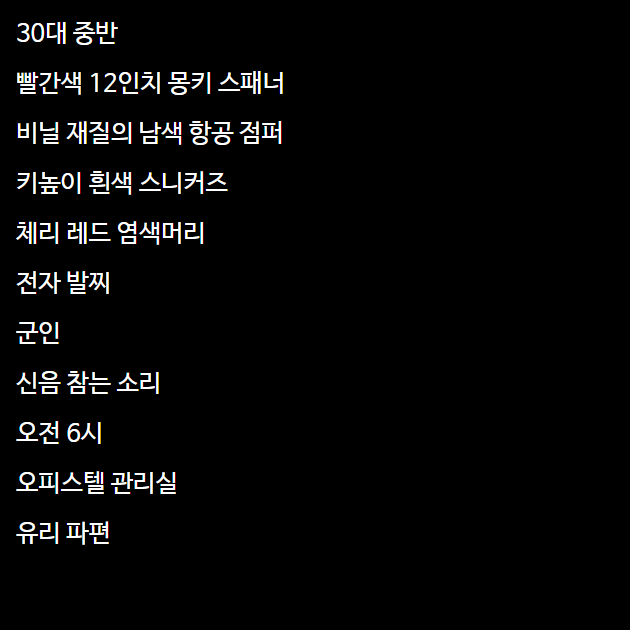 30대 중반
빨간색 12인치 몽키 스패너
비닐 재질의 남색 항공 점퍼
키높이 흰색 스니커즈
체리 레드 염색머리
전자 발찌
군인
신음 참는 소리
오전 6시
오피스텔 관리실
유리 파편